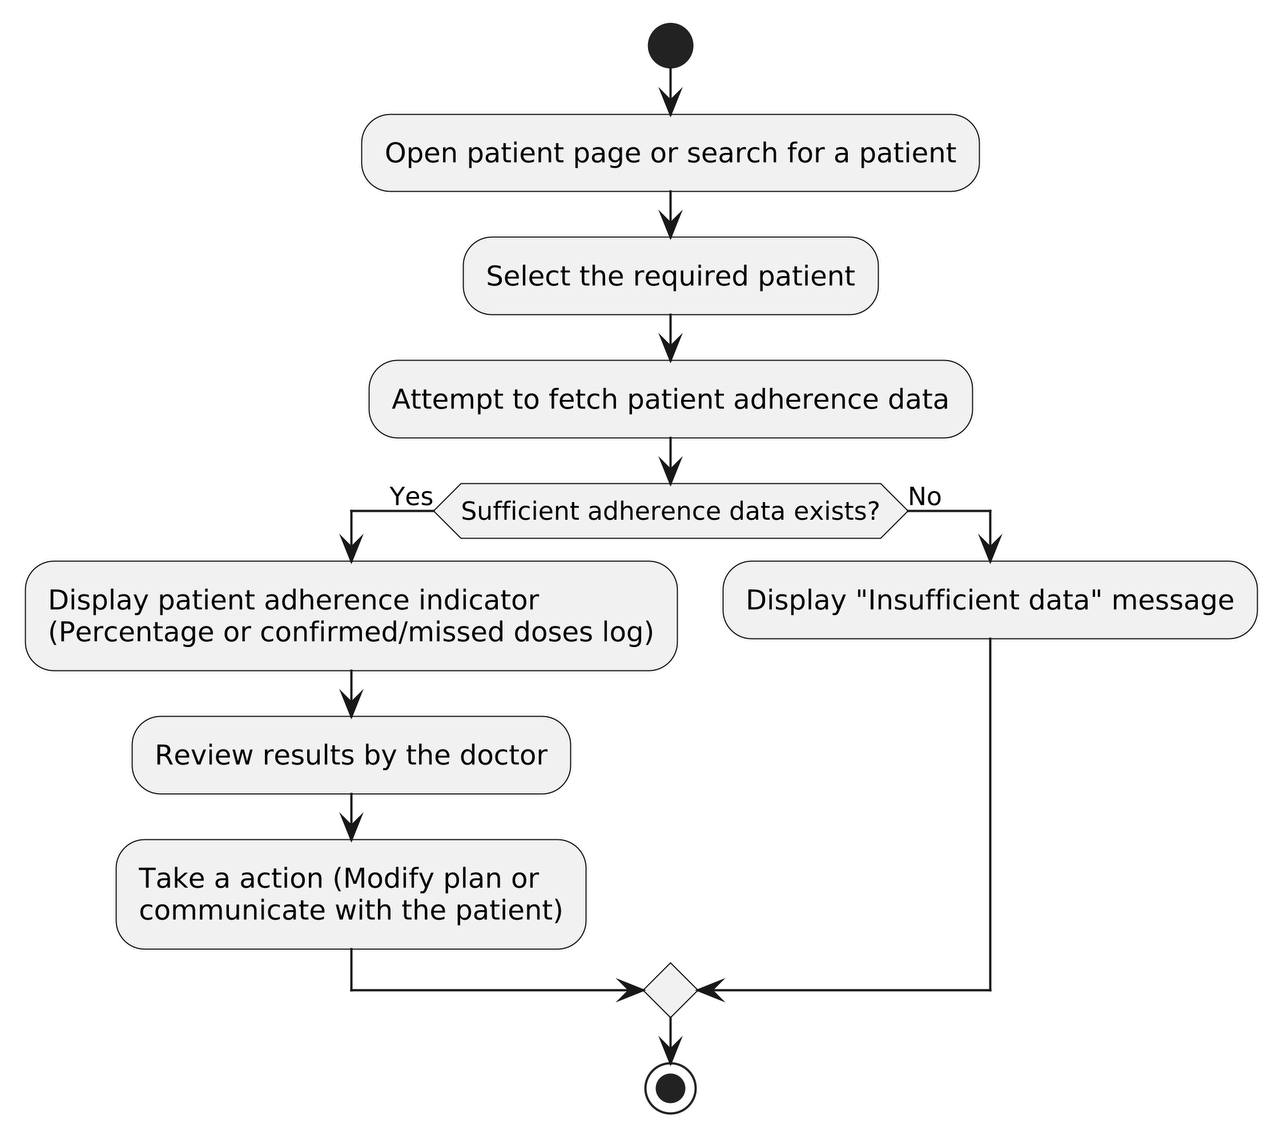 Open patient page or search for a patient
Select the required patient
Attempt to fetch patient adherence data
Sufficient adherence data exists?
Yes
No
Display patient adherence indicator
(Percentage or confirmed/missed doses log)
Display "Insufficient data" message
Review results by the doctor
Take a action (Modify plan or
communicate with the patient)